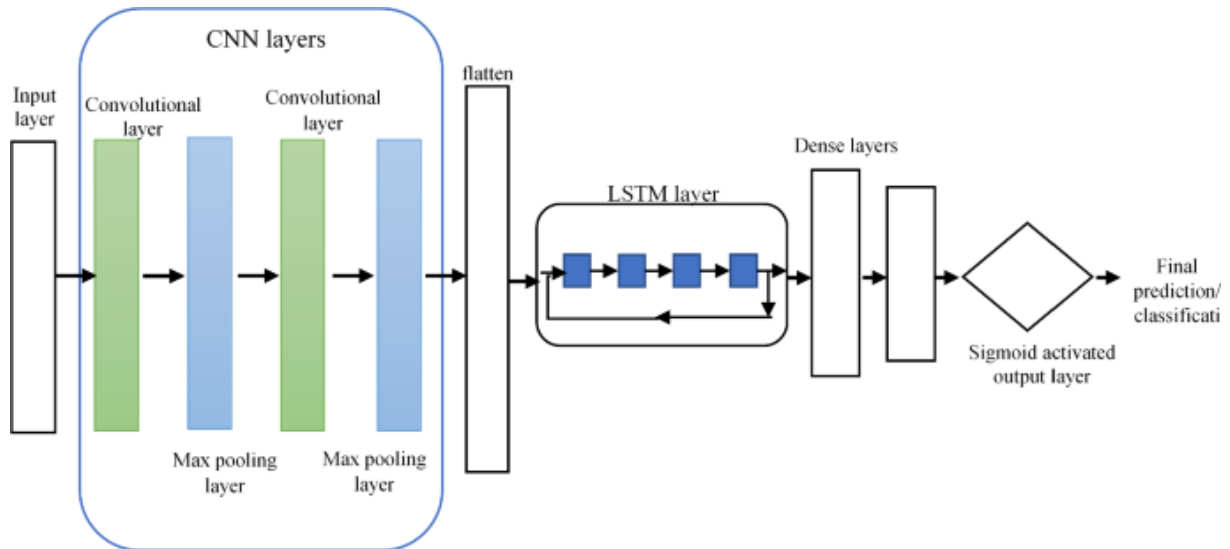 CNN layers
Input
layer
Convolutional
layer
Max pooling
layer
Convolutional
layer
Max pooling
layer
flatten
LSTM layer
Dense layers
Sigmoid activated
output layer
Final
prediction/
classificati